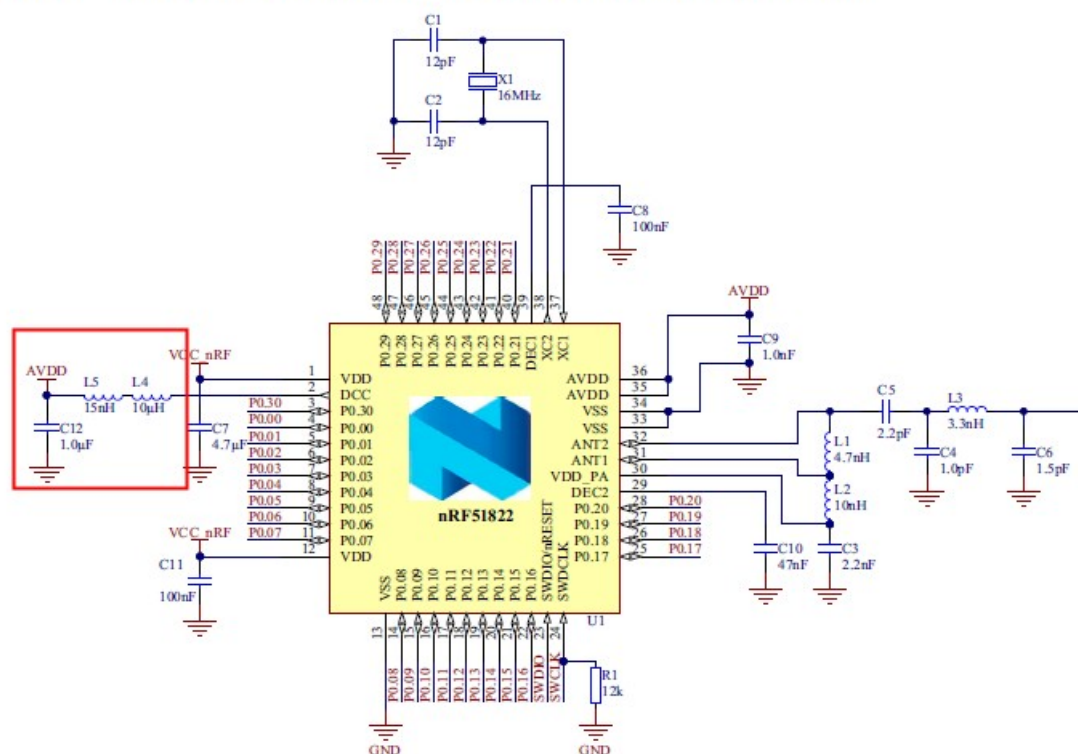 C1
12pF
X1
16MHz
C2
12pF
C8
100nF
P0.29
P0.28
P0.27
P0.26
P0.25
P0.24
P0.23
P0.22
P0.21
48
47
46
45
44
43
42
41
40
39
38
37
P0.29
P0.28
P0.27
P0.26
P0.25
P0.24
P0.23
P0.22
P0.21
DEC1
XC2
XC1
AVDD
L5
15nH
L4
10µH
C12
1.0µF
VCC_nRF
C7
4.7µF
1 VDD
2 DCC
P0.30 3 P0.30
P0.00 4 P0.00
P0.01 5 P0.01
P0.02 6 P0.02
P0.03 7 P0.03
P0.04 8 P0.04
P0.05 9 P0.05
P0.06 10 P0.06
P0.07 11 P0.07
12 VDD
VCC_nRF
C11
100nF
nRF51822
AVDD 36
AVDD 35
VSS 34
VSS 33
ANT2 32
ANT1 31
VDD_PA 30
DEC2 29
P0.20 28 P0.20
P0.19 27 P0.19
P0.18 26 P0.18
P0.17 25 P0.17
AVDD
C9
1.0nF
C5
2.2pF
L3
3.3nH
L1
4.7nH
C4
1.0pF
C6
1.5pF
L2
10nH
C10
47nF
C3
2.2nF
VSS
P0.08
P0.09
P0.10
P0.11
P0.12
P0.13
P0.14
P0.15
P0.16
SWDIO/nRESET
SWDCLK
U1
13
14
15
16
17
18
19
20
21
22
23
24
P0.08
P0.09
P0.10
P0.11
P0.12
P0.13
P0.14
P0.15
P0.16
SWDIO
SWCLK
R1
12k
GND
GND